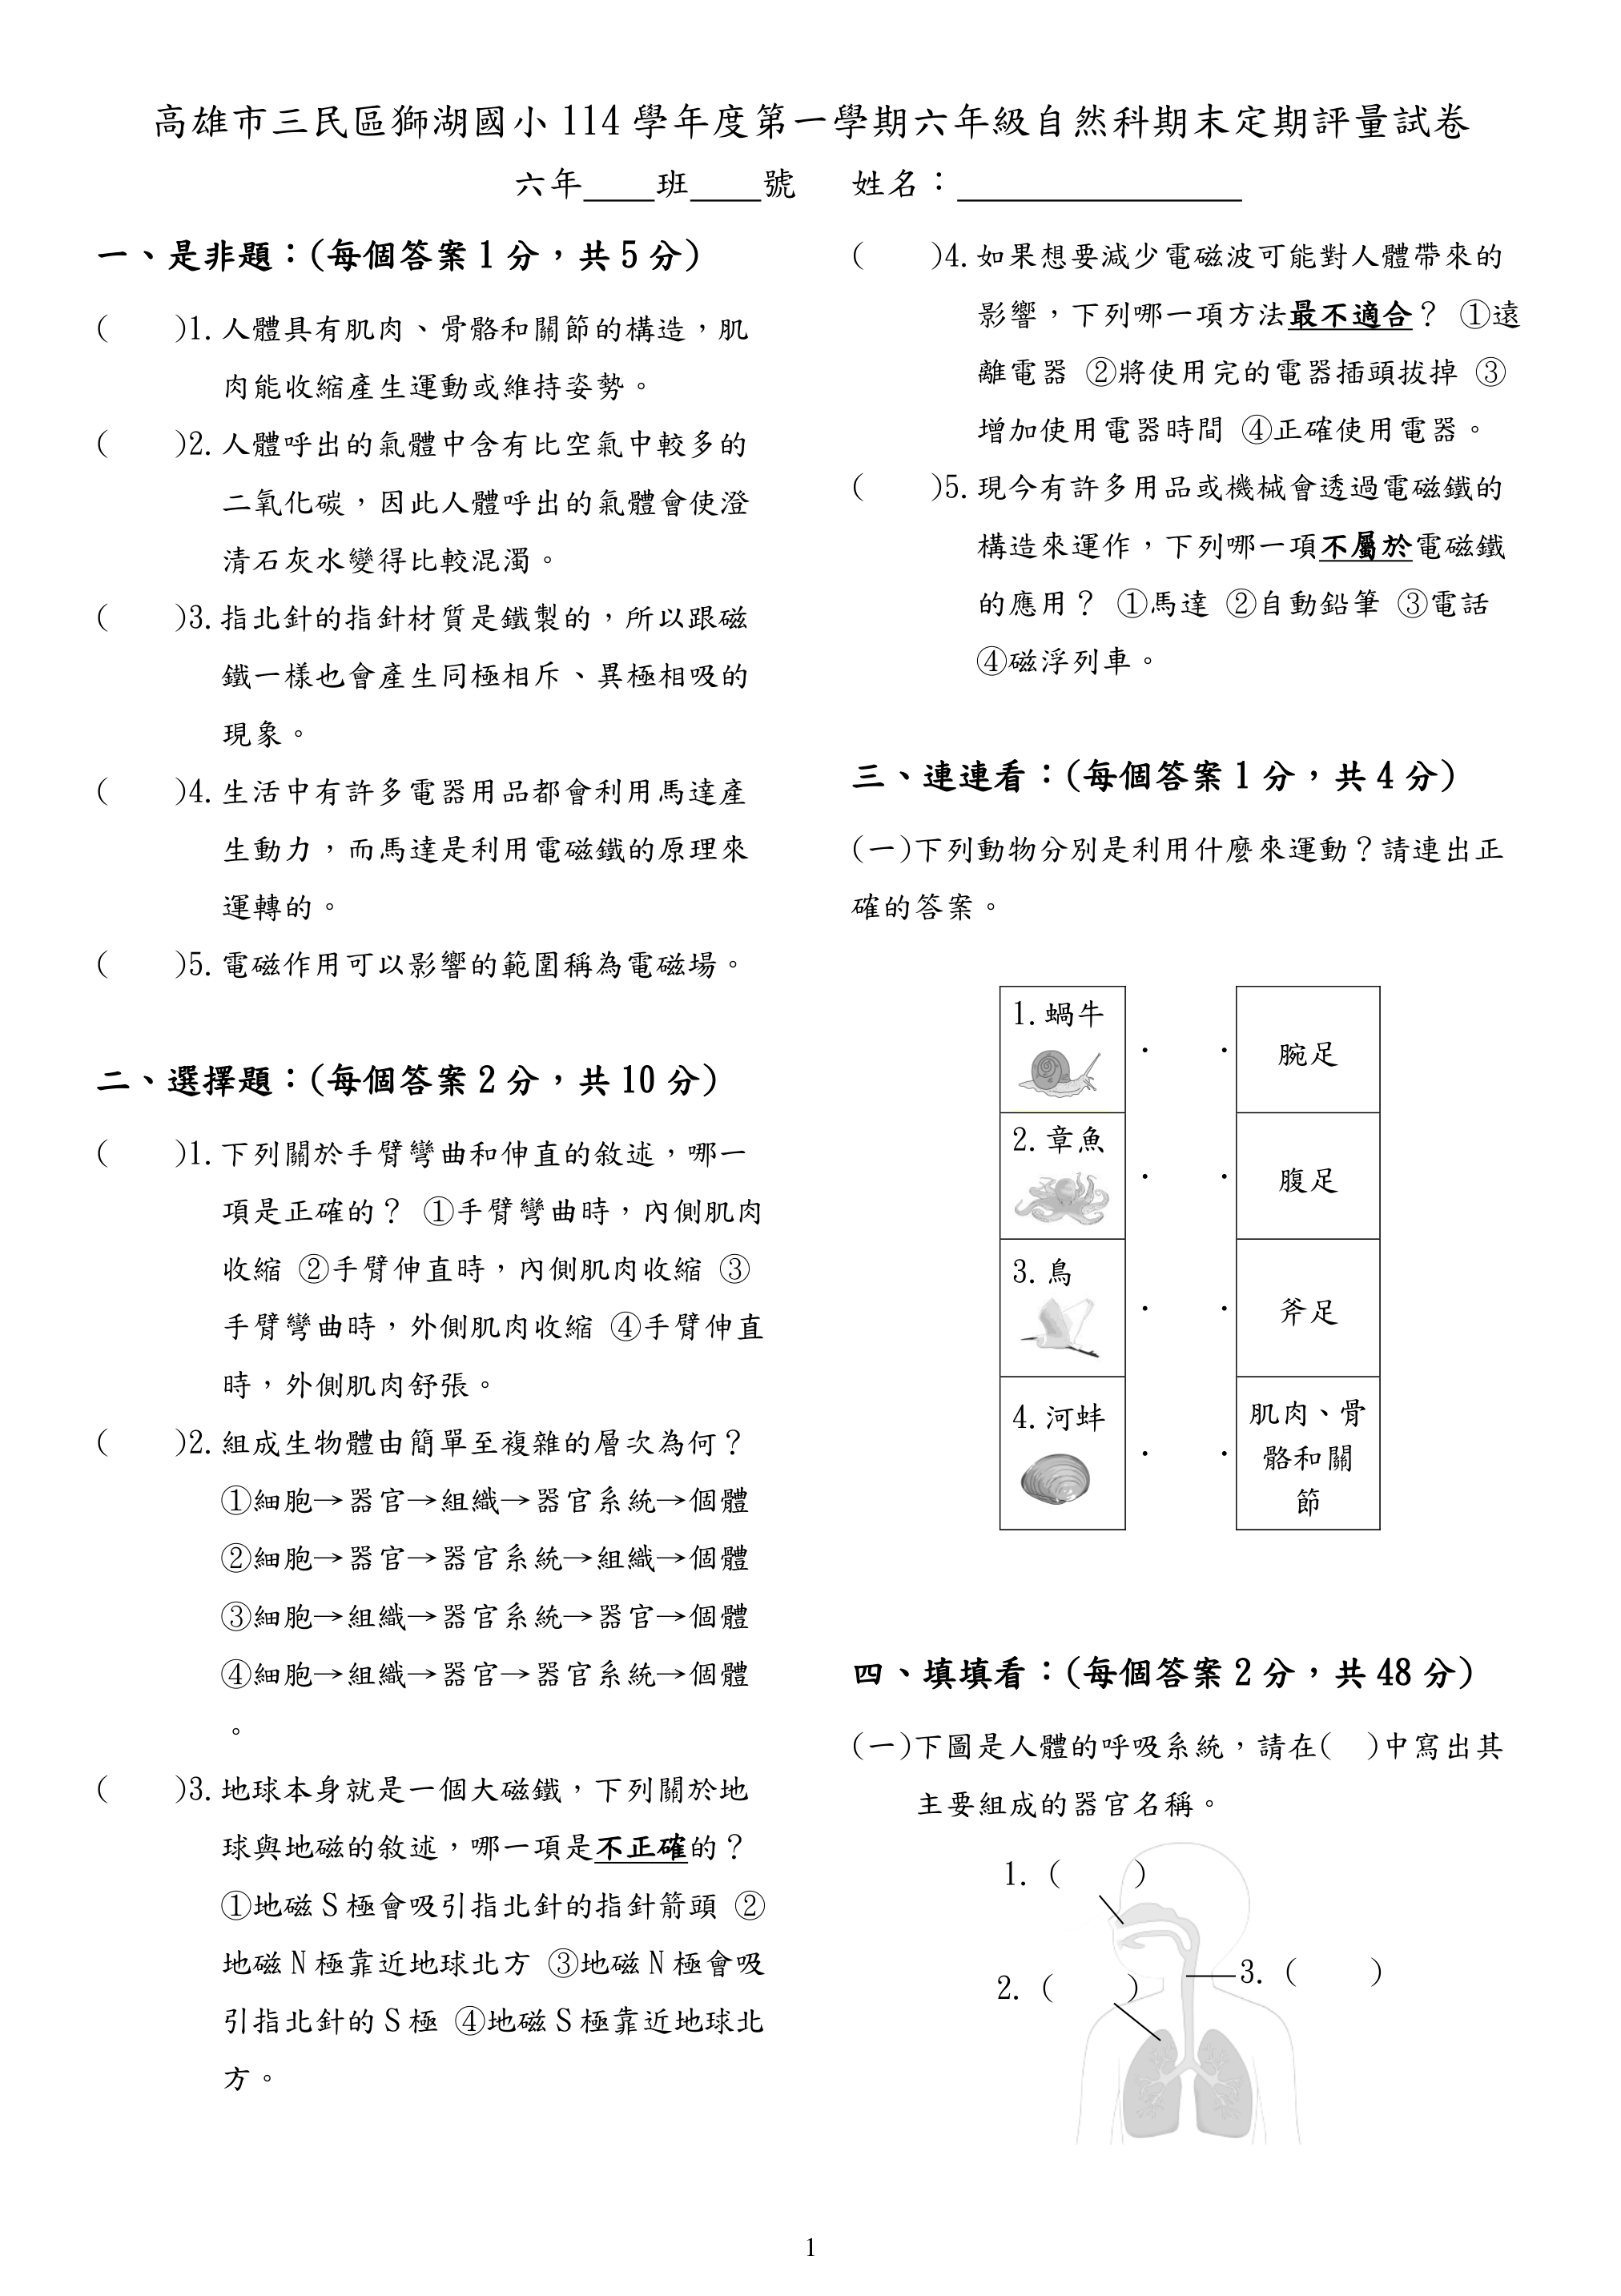 高雄市三民區獅湖國小 114 學年度第一學期六年級自然科期末定期評量試卷
六年____班____號　姓名：________________
一、是非題：(每個答案 1 分，共 5 分)
(　　)1. 人體具有肌肉、骨骼和關節的構造，肌
肉能收縮產生運動或維持姿勢。
(　　)2. 人體呼出的氣體中含有比空氣中較多的
二氧化碳，因此人體呼出的氣體會使澄
清石灰水變得比較混濁。
(　　)3. 指北針的指針材質是鐵製的，所以跟磁
鐵一樣也會產生同極相斥、異極相吸的
現象。
(　　)4. 生活中有許多電器用品都會利用馬達產
生動力，而馬達是利用電磁鐵的原理來
運轉的。
(　　)5. 電磁作用可以影響的範圍稱為電磁場。
二、選擇題：(每個答案 2 分，共 10 分)
(　　)1. 下列關於手臂彎曲和伸直的敘述，哪一
項是正確的？ ①手臂彎曲時，內側肌肉
收縮 ②手臂伸直時，內側肌肉收縮 ③
手臂彎曲時，外側肌肉收縮 ④手臂伸直
時，外側肌肉舒張。
(　　)2. 組成生物體由簡單至複雜的層次為何？
①細胞→器官→組織→器官系統→個體
②細胞→器官→器官系統→組織→個體
③細胞→組織→器官系統→器官→個體
④細胞→組織→器官→器官系統→個體
。
(　　)3. 地球本身就是一個大磁鐵，下列關於地
球與地磁的敘述，哪一項是不正確的？
①地磁 S 極會吸引指北針的指針箭頭 ②
地磁 N 極靠近地球北方 ③地磁 N 極會吸
引指北針的 S 極 ④地磁 S 極靠近地球北
方。
(　　)4. 如果想要減少電磁波可能對人體帶來的
影響，下列哪一項方法最不適合？ ①遠
離電器 ②將使用完的電器插頭拔掉 ③
增加使用電器時間 ④正確使用電器。
(　　)5. 現今有許多用品或機械會透過電磁鐵的
構造來運作，下列哪一項不屬於電磁鐵
的應用？ ①馬達 ②自動鉛筆 ③電話
④磁浮列車。
三、連連看：(每個答案 1 分，共 4 分)
(一)下列動物分別是利用什麼來運動？請連出正
確的答案。
1. 蝸牛 · · 腕足
2. 章魚 · · 腹足
3. 鳥 · · 斧足
4. 河蚌 · · 肌肉、骨
骼和關
節
四、填填看：(每個答案 2 分，共 48 分)
(一)下圖是人體的呼吸系統，請在(　)中寫出其
主要組成的器官名稱。
1. (　　)
2. (　　)
3. (　　)
1